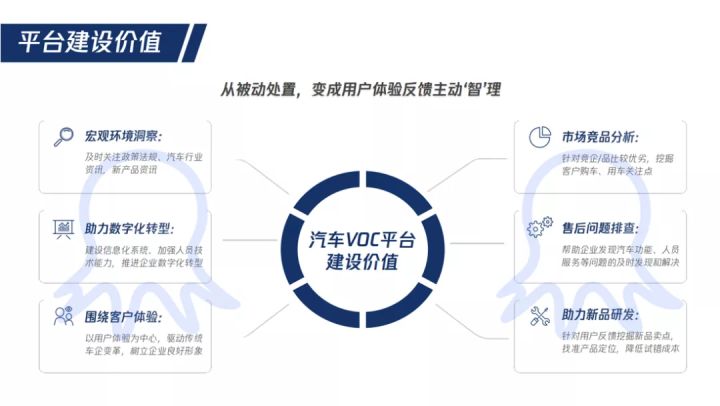 平台建设价值
从被动处置，变成用户体验反馈主动‘智’理
宏观环境洞察：
及时关注政策法规、汽车行业
资讯，新产品资讯
助力数字化转型：
建设信息化系统、加强人员技
术能力，推进企业数字化转型
围绕客户体验：
以用户体验为中心，驱动传统
车企变革，树立企业良好形象
汽车VOC平台
建设价值
市场竞品分析：
针对竞企/品比较优劣，挖掘
客户购车、用车关注点
售后问题排查：
帮助企业发现汽车功能、人员
服务等问题的及时发现和解决
助力新品研发：
针对用户反馈挖掘新品卖点，
找准产品定位，降低试错成本